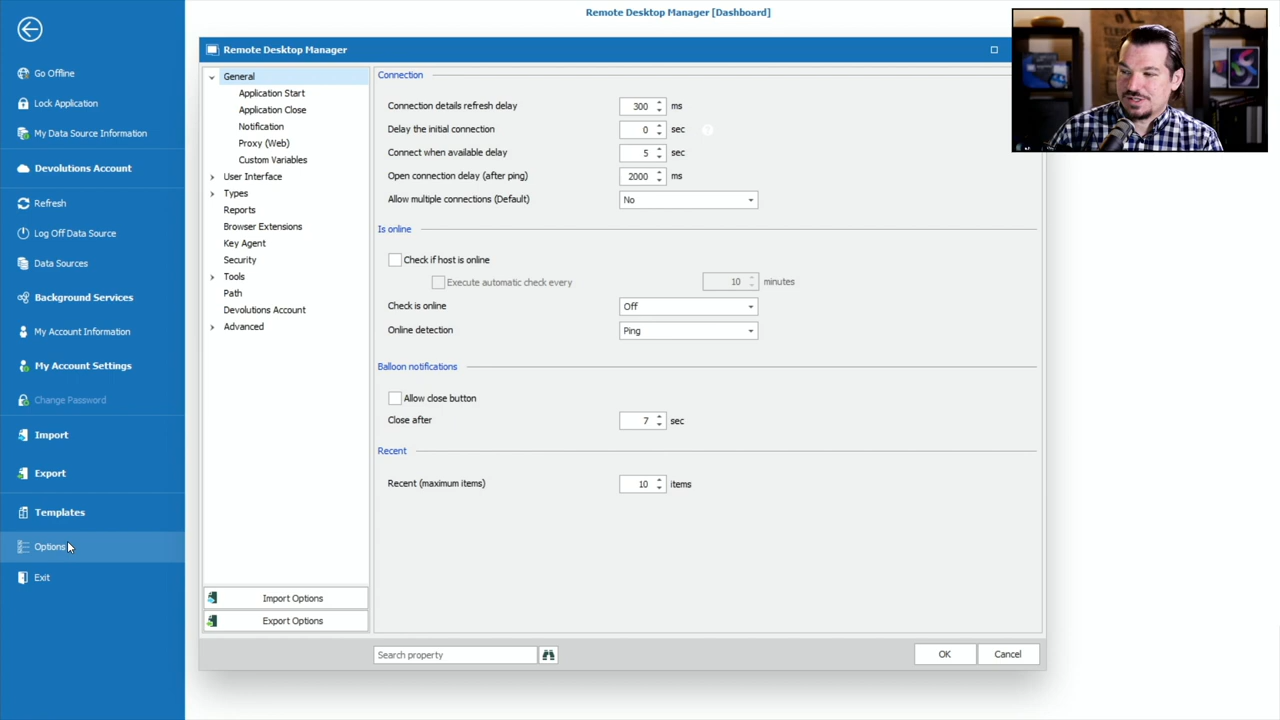 Remote Desktop Manager [Dashboard]
Go Offline
Lock Application
My Data Source Information
Devolutions Account
Refresh
Log Off Data Source
Data Sources
Background Services
My Account Information
My Account Settings
Change Password
Import
Export
Templates
Options
Exit
Remote Desktop Manager
General
Application Start
Application Close
Notification
Proxy (Web)
Custom Variables
User Interface
Types
Reports
Browser Extensions
Key Agent
Security
Tools
Path
Devolutions Account
Advanced
Import Options
Export Options
Connection
Connection details refresh delay 300 ms
Delay the initial connection 0 sec ?
Connect when available delay 5 sec
Open connection delay (after ping) 2000 ms
Allow multiple connections (Default) No
Is online
Check if host is online
Execute automatic check every 10 minutes
Check is online Off
Online detection Ping
Balloon notifications
Allow close button
Close after 7 sec
Recent
Recent (maximum items) 10 items
Search property
OK Cancel